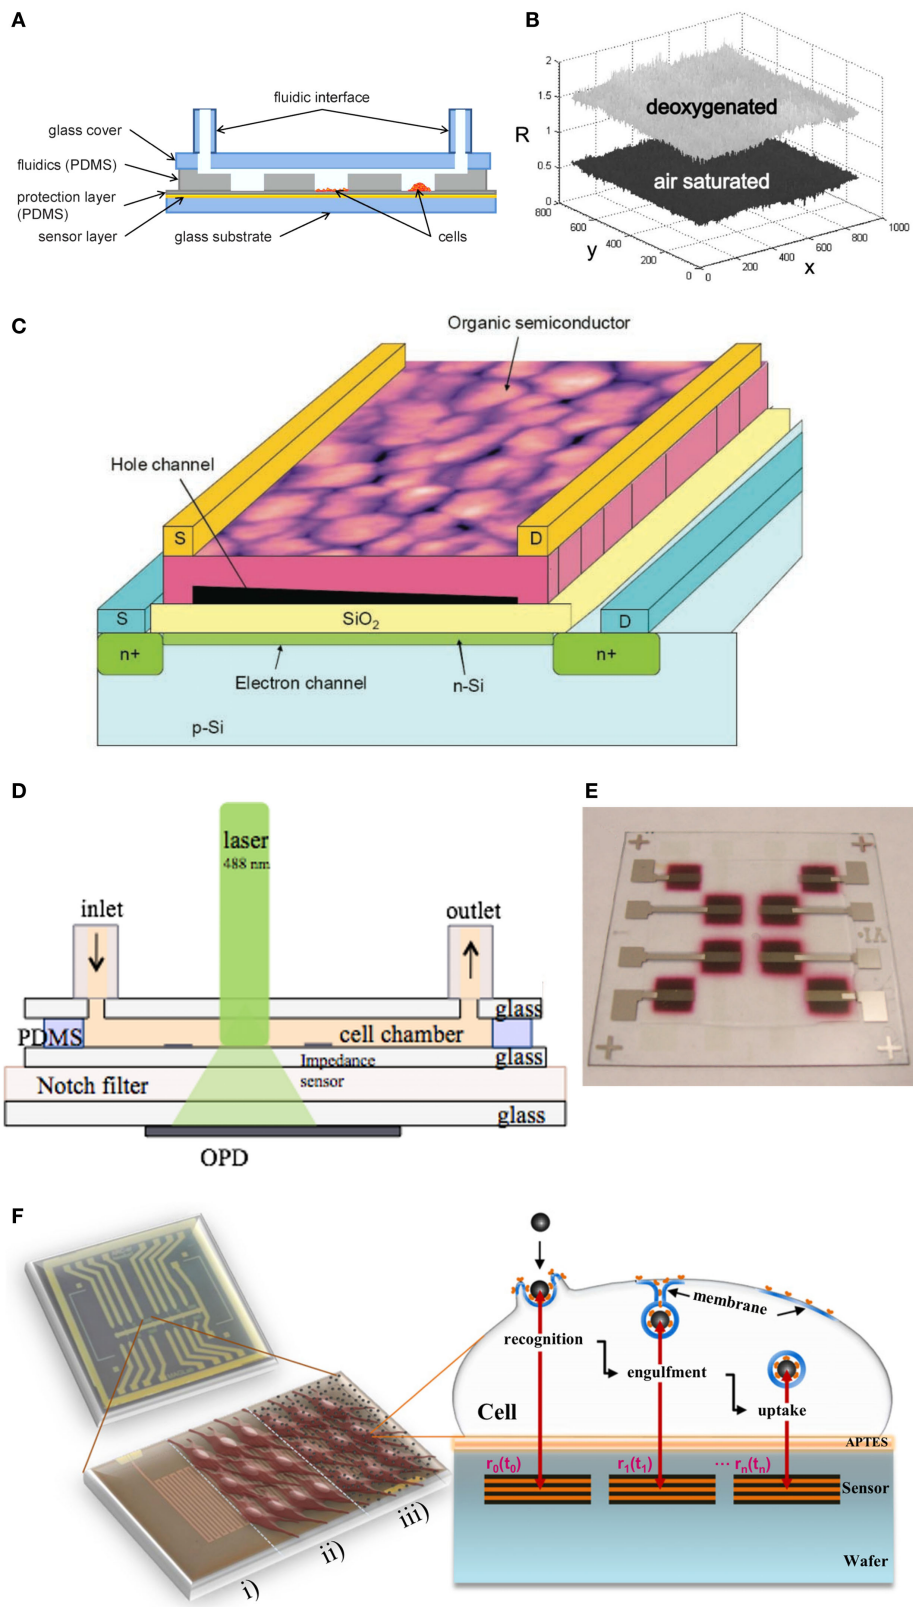 A
fluidic interface
glass cover
fluidics (PDMS)
protection layer
(PDMS)
sensor layer
glass substrate
cells
B
2
1.5
1
0.5
0
R
deoxygenated
air saturated
800
600
400
200
0
y
0
200
400
600
800
1000
x
C
Organic semiconductor
Hole channel
S
D
S
SiO2
D
n+
n+
Electron channel
n-Si
p-Si
D
laser
488 nm
inlet
outlet
glass
PDMS
cell chamber
glass
Impedance
sensor
Notch filter
glass
OPD
E
F
membrane
recognition
engulfment
uptake
Cell
APTES
r0(t0)
r1(t1)
··· rn(tn)
Sensor
Wafer
i)
ii)
iii)